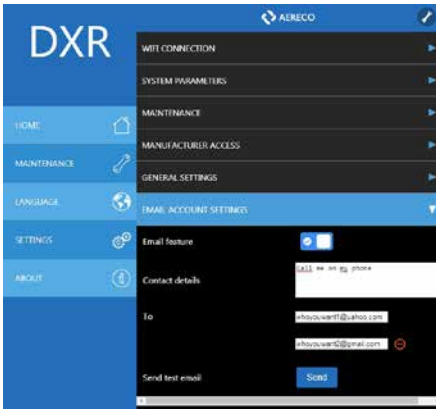 DXR
AERECO
WIFI CONNECTION
SYSTEM PARAMETERS
MAINTENANCE
MANUFACTURER ACCESS
GENERAL SETTINGS
EMAIL ACCOUNT SETTINGS
HOME
MAINTENANCE
LANGUAGE
SETTINGS
ABOUT
Email feature
Contact details
Call me on my phone
To
whoyouwant1@yahoo.com
whoyouwant2@gmail.com
Send test email
Send